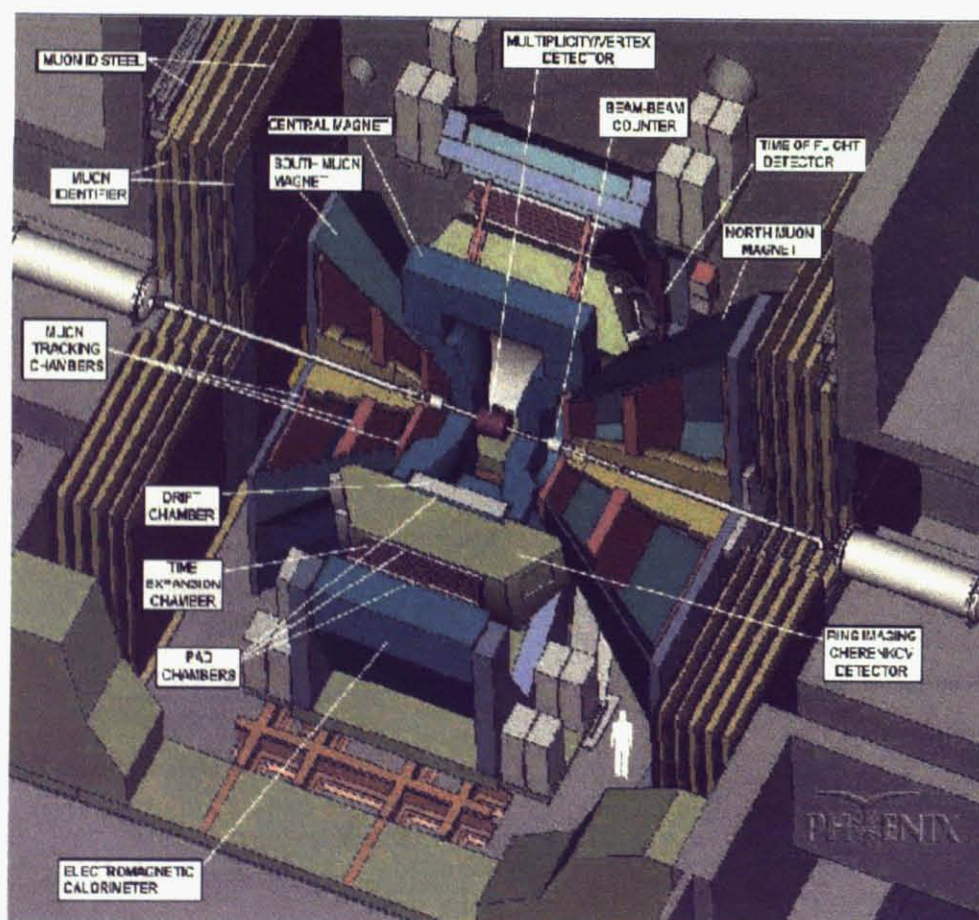 MULTIPLICITY/VERTEX
DETECTOR
MUON ID STEEL
BEAM-BEAM
COUNTER
CENTRAL MAGNET
TIME OF FLIGHT
DETECTOR
SOUTH MUON
MAGNET
MUON
IDENTIFIER
NORTH MUON
MAGNET
MUON
TRACKING
CHAMBERS
DRIFT
CHAMBER
TIME
EXPANSION
CHAMBER
PAD
CHAMBERS
RING IMAGING
CHERENKOV
DETECTOR
PHENIX
ELECTROMAGNETIC
CALORIMETER